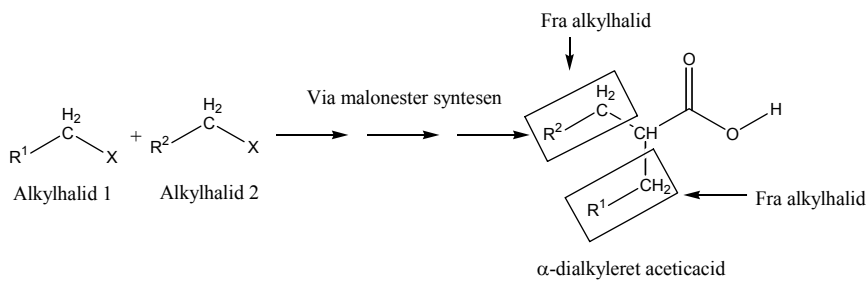 Fra alkylhalid
H2
C
R1
X
+
H2
C
R2
X
Via malonester syntesen
H2
C
R2
CH
O
O
H
CH2
R1
Alkylhalid 1
Alkylhalid 2
Fra alkylhalid
α-dialkyleret aceticacid